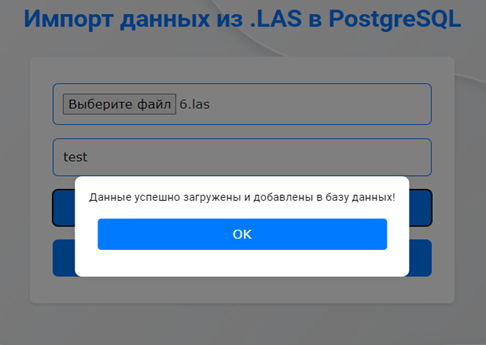 Импорт данных из .LAS в PostgreSQL
Выберите файл 6.las
test
Данные успешно загружены и добавлены в базу данных!
OK